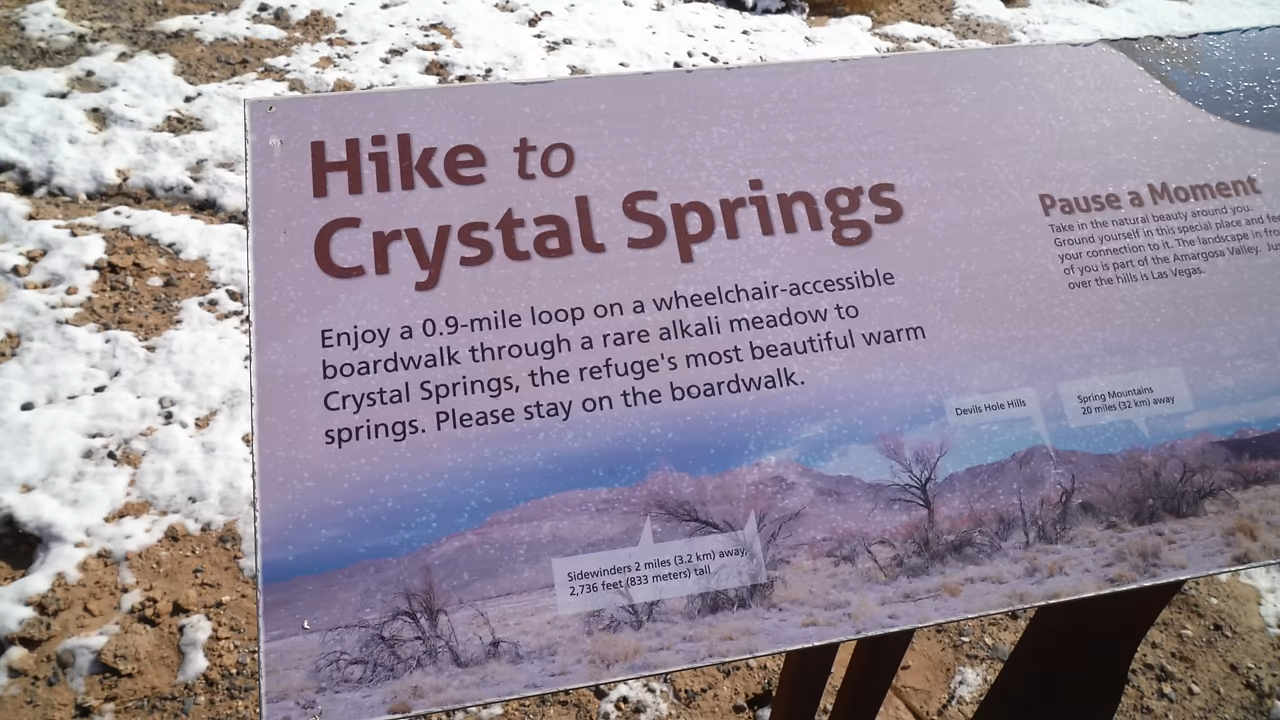 Hike to
Crystal Springs
Enjoy a 0.9-mile loop on a wheelchair-accessible
boardwalk through a rare alkali meadow to
Crystal Springs, the refuge's most beautiful warm
springs. Please stay on the boardwalk.
Pause a Moment
Take in the natural beauty around you.
Ground yourself in this special place and
your connection to it. The landscape in
of you is part of the Amargosa Valley.
over the hills is Las Vegas.
Devils Hole Hills
Spring Mountains
20 miles (32 km) away
Sidewinders 2 miles (3.2 km) away,
2,736 feet (833 meters) tall